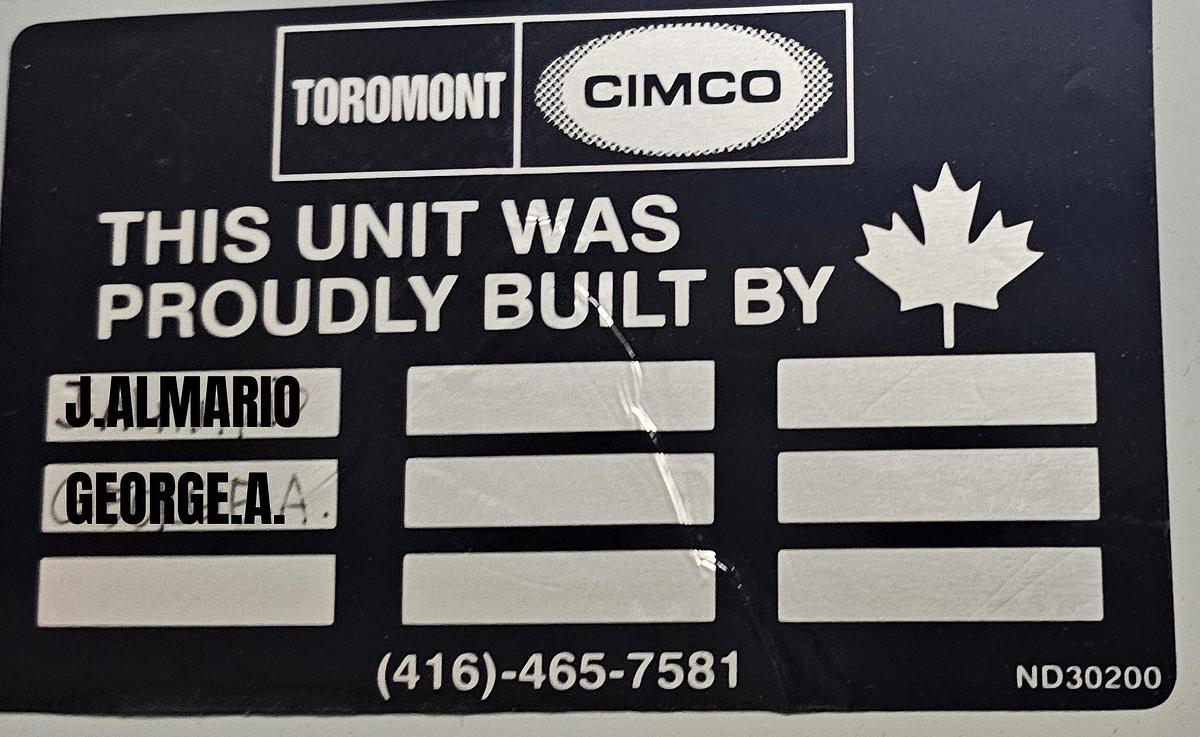 TOROMONT CIMCO
THIS UNIT WAS
PROUDLY BUILT BY
J.ALMARIO
GEORGE.A.
(416)-465-7581
ND30200